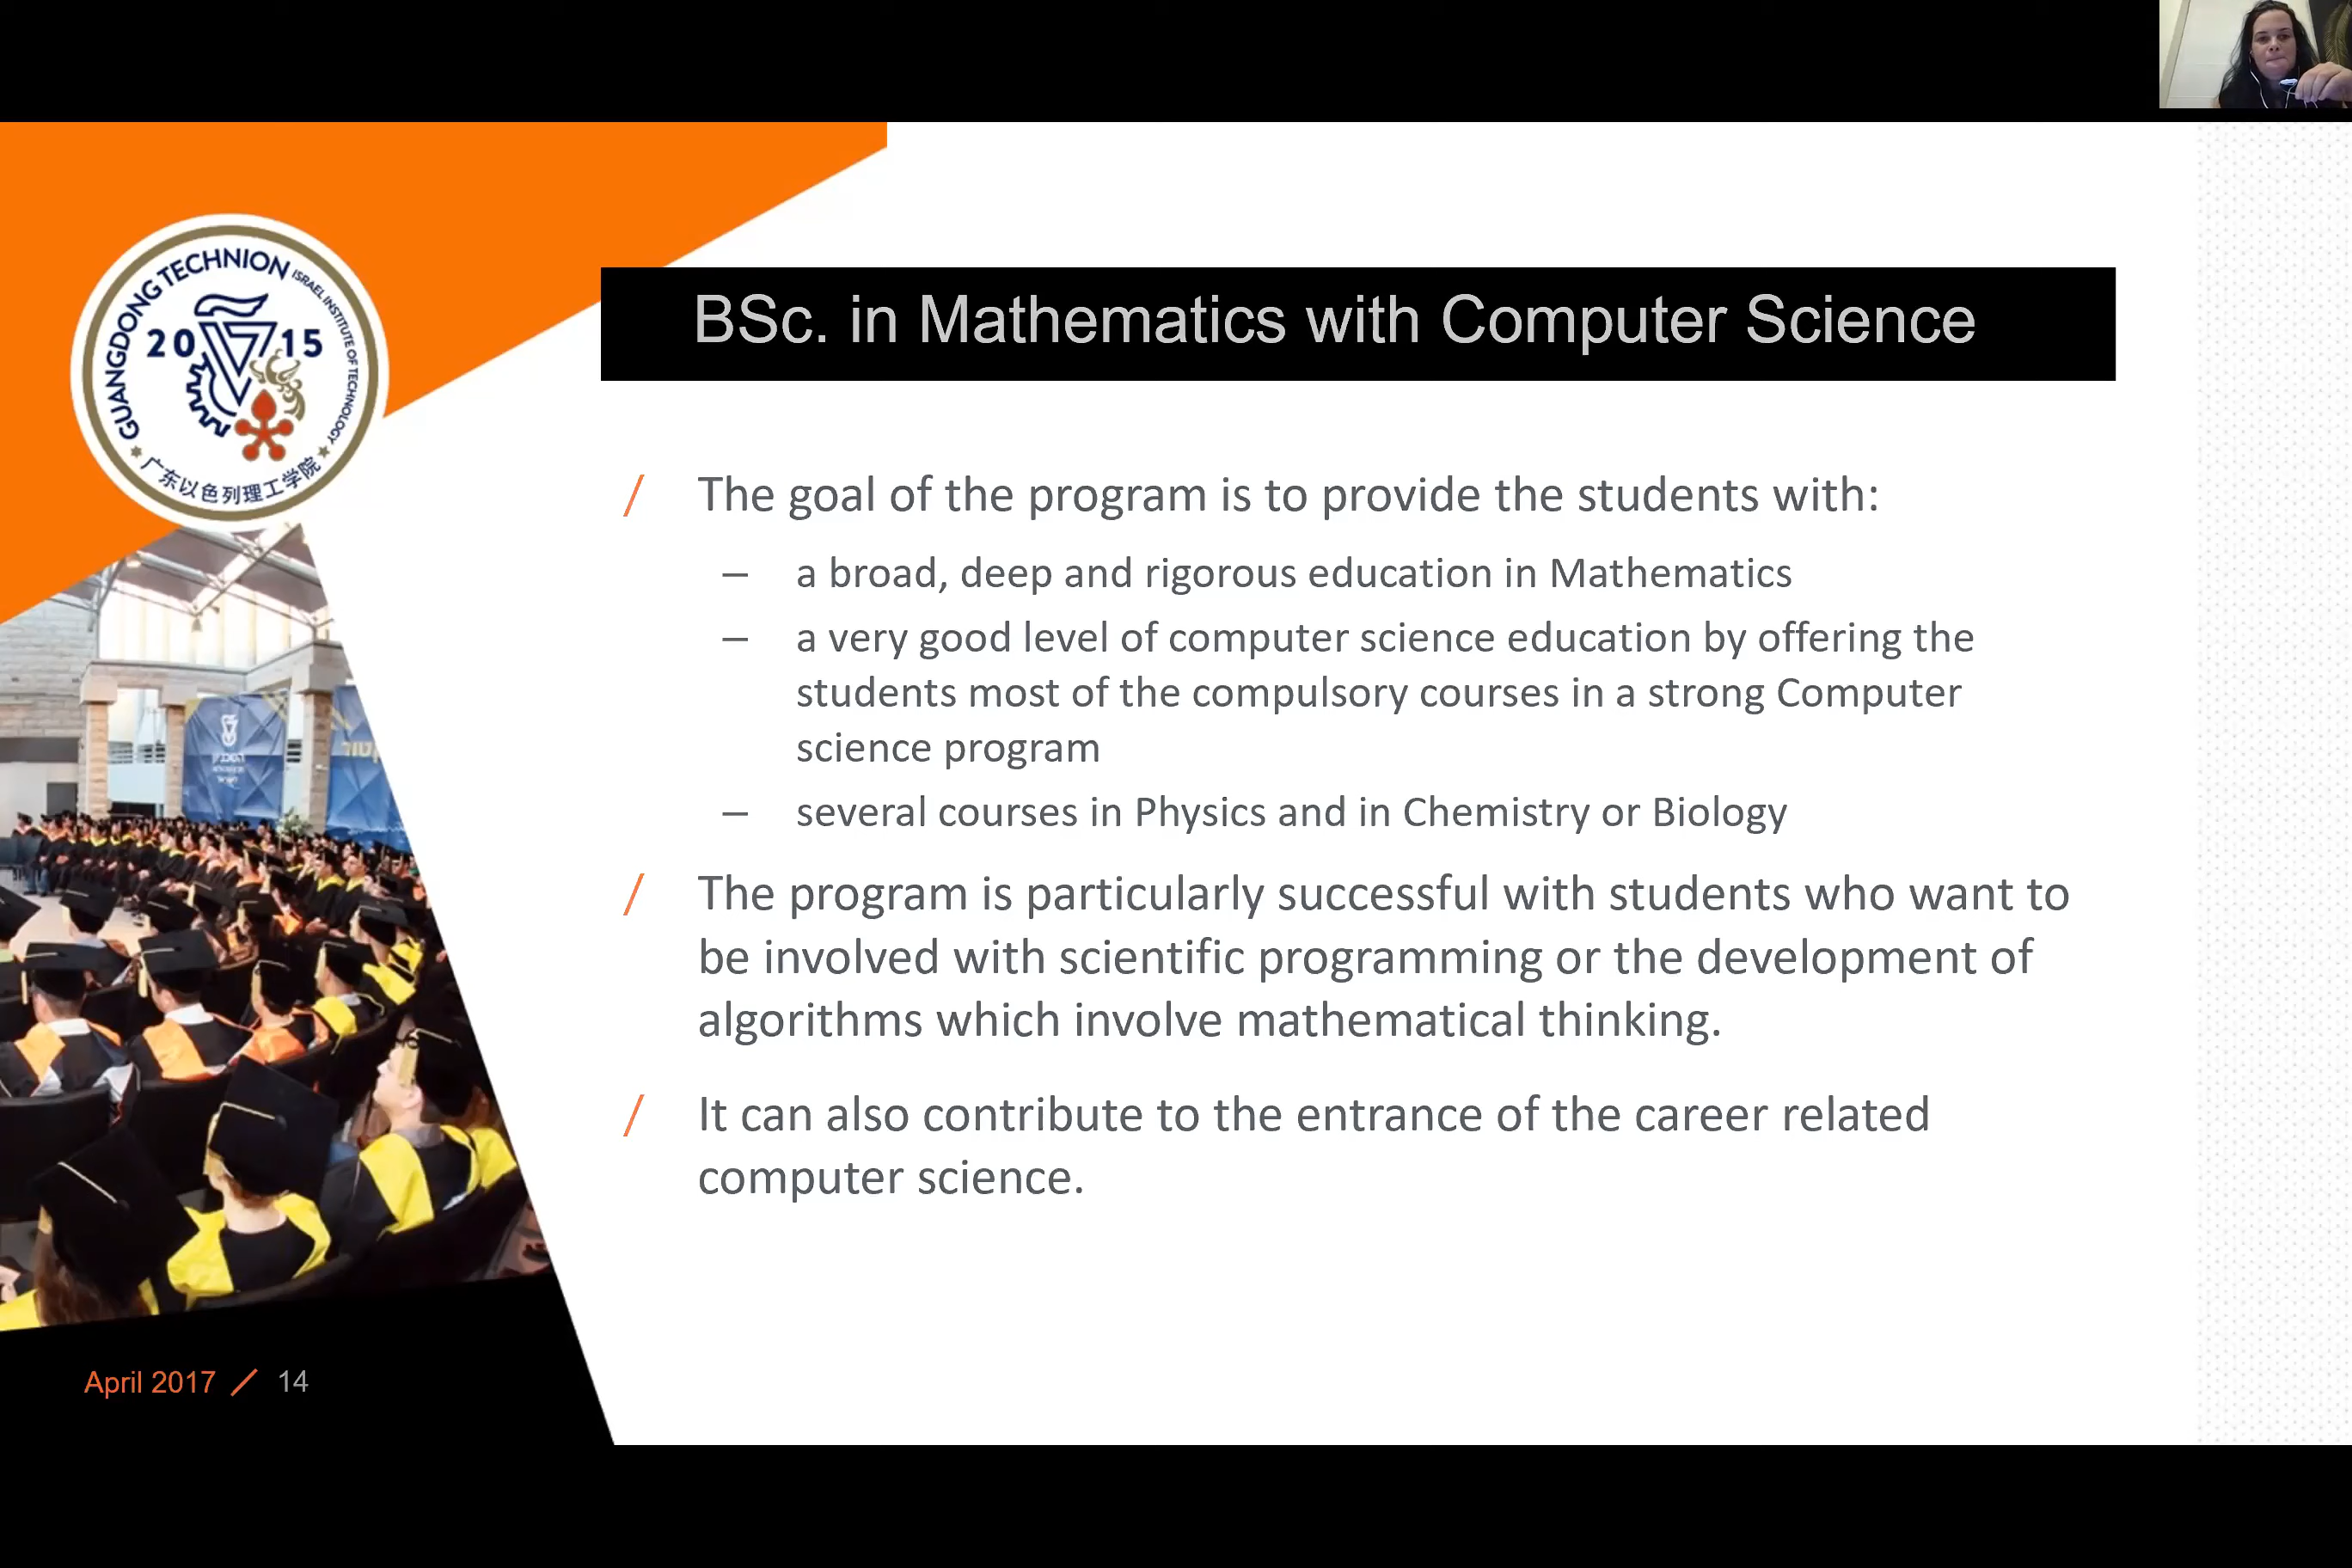 BSc. in Mathematics with Computer Science
GUANGDONG TECHNION ISRAEL INSTITUTE OF TECHNOLOGY
2015
广东以色列理工学院
/ The goal of the program is to provide the students with:
– a broad, deep and rigorous education in Mathematics
– a very good level of computer science education by offering the
students most of the compulsory courses in a strong Computer
science program
– several courses in Physics and in Chemistry or Biology
/ The program is particularly successful with students who want to
be involved with scientific programming or the development of
algorithms which involve mathematical thinking.
/ It can also contribute to the entrance of the career related
computer science.
April 2017 / 14